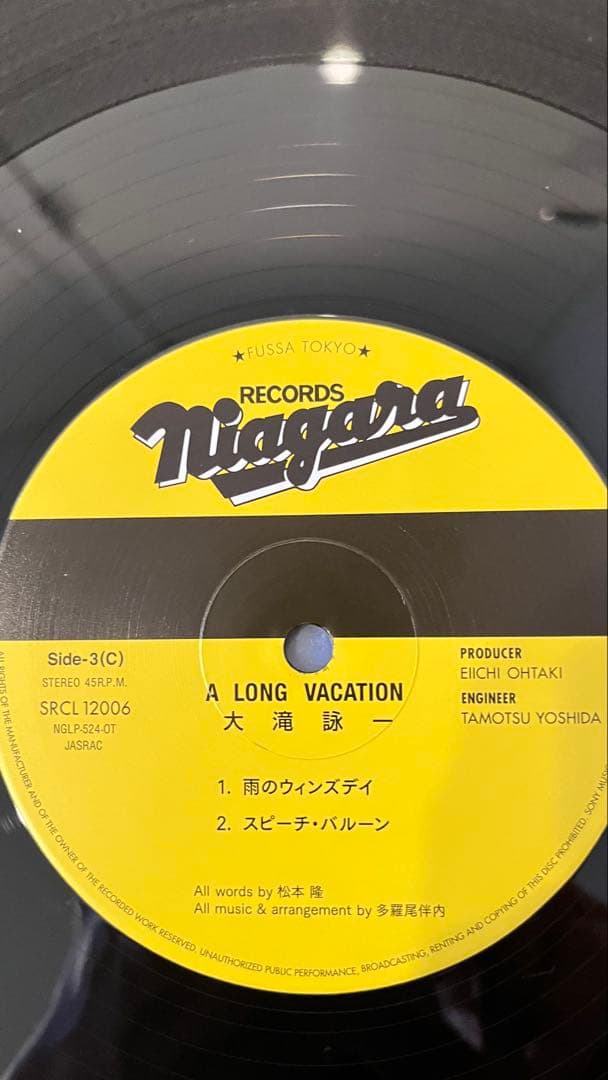 ★FUSSA TOKYO★
RECORDS
Niagara
Side-3(C)
STEREO 45R.P.M.
SRCL 12006
NGLP-524-OT
JASRAC
PRODUCER
EIICHI OHTAKI
ENGINEER
TAMOTSU YOSHIDA
A LONG VACATION
大滝詠一
1. 雨のウィンズデイ
2. スピーチ・バルーン
All words by 松本 隆
All music & arrangement by 多羅尾伴内
ALL RIGHTS OF THE MANUFACTURER AND OF THE OWNER OF THE RECORDED WORK RESERVED. UNAUTHORIZED PUBLIC PERFORMANCE, BROADCASTING, RENTING AND COPYING OF THIS DISC PROHIBITED. SONY MUSIC